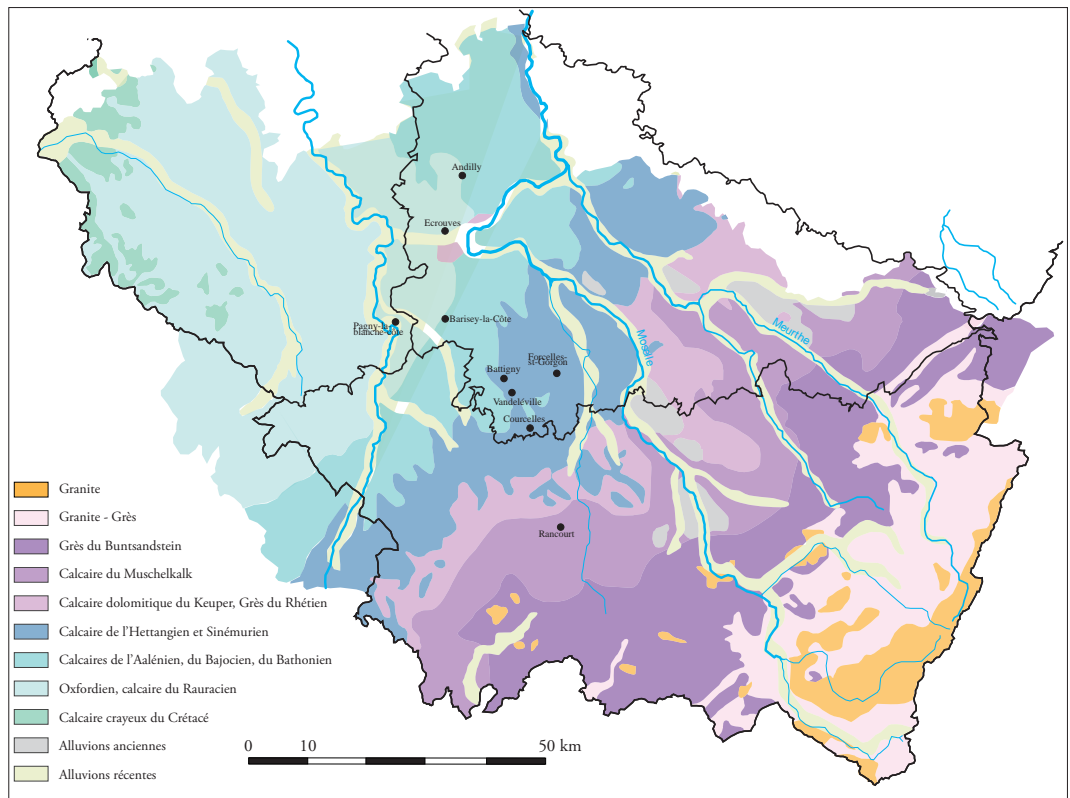 Andilly
Ecrouves
Pagny-la-
blanche-côte
Barisey-la-Côte
Battigny
Forcelles-
st-Gorgon
Vandeléville
Courcelles
Moselle
Meurthe
Rancourt
Granite
Granite - Grès
Grès du Buntsandstein
Calcaire du Muschelkalk
Calcaire dolomitique du Keuper, Grès du Rhétien
Calcaire de l'Hettangien et Sinémurien
Calcaires de l'Aalénien, du Bajocien, du Bathonien
Oxfordien, calcaire du Rauracien
Calcaire crayeux du Crétacé
Alluvions anciennes
Alluvions récentes
0 10 50 km